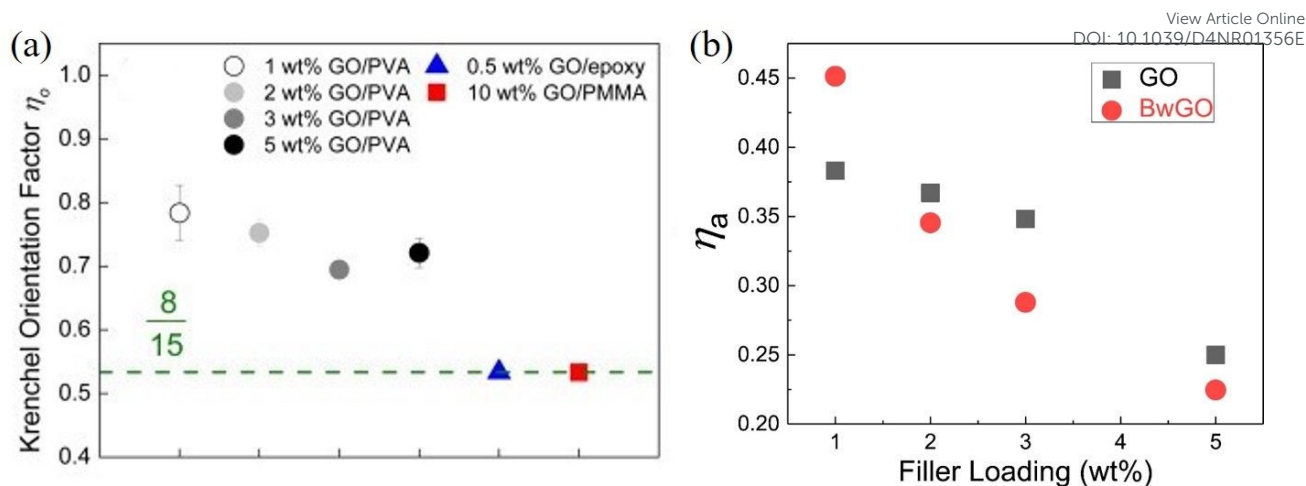 View Article Online
DOI: 10.1039/D4NR01356E
(a)
Krenchel Orientation Factor ηo
1.0
0.9
0.8
0.7
0.6
0.5
0.4
1 wt% GO/PVA
2 wt% GO/PVA
3 wt% GO/PVA
5 wt% GO/PVA
0.5 wt% GO/epoxy
10 wt% GO/PMMA
8
15
(b)
ηa
0.45
0.40
0.35
0.30
0.25
0.20
GO
BwGO
1 2 3 4 5
Filler Loading (wt%)